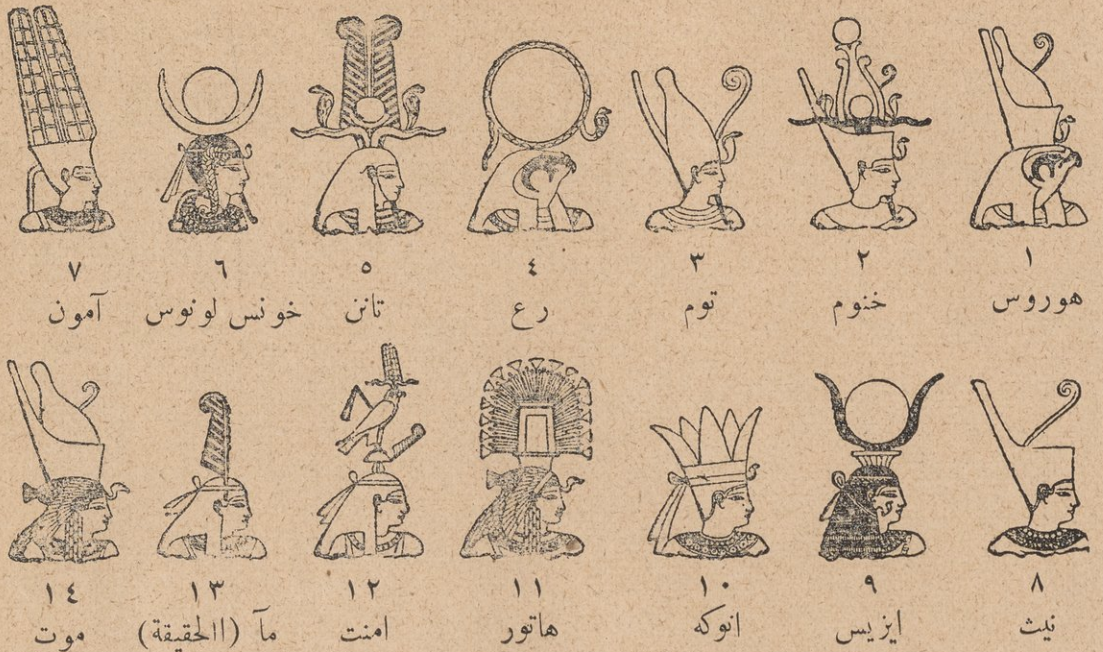 ١ ٢ ٣ ٤ ٥ ٦ ٧
هوروس خنوم توم رع تانن خونس لونوس آمون
٨ ٩ ١٠ ١١ ١٢ ١٣ ١٤
نيث ايزيس انوكه هاتور امنت مآ (االحقيقة) موت